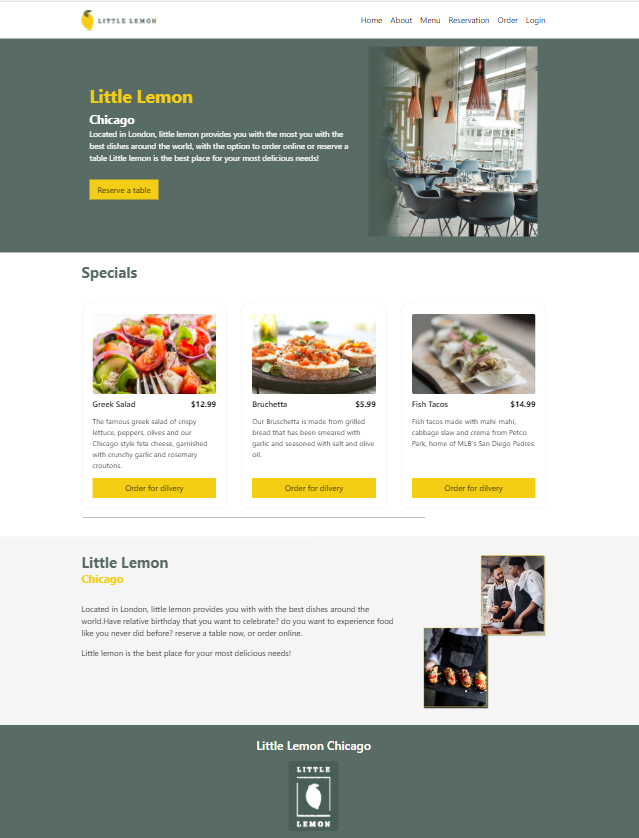 LITTLE LEMON
Home About Menu Reservation Order Login
Little Lemon
Chicago
Located in London, little lemon provides you with the most you with the
best dishes around the world, with the option to order online or reserve a
table Little lemon is the best place for your most delicious needs!
Reserve a table
Specials
Greek Salad $12.99
The famous greek salad of crispy
lettuce, peppers, olives and our
Chicago style feta cheese, garnished
with crunchy garlic and rosemary
croutons.
Order for dilvery
Bruchetta $5.99
Our Bruschetta is made from grilled
bread that has been smeared with
garlic and seasoned with salt and olive
oil.
Order for dilvery
Fish Tacos $14.99
Fish tacos made with mahi-mahi,
cabbage slaw and crema from Petco
Park, home of MLB's San Diego Padres.
Order for dilvery
Little Lemon
Chicago
Located in London, little lemon provides you with with the best dishes around the
world.Have relative birthday that you want to celebrate? do you want to experience food
like you never did before? reserve a table now, or order online.
Little lemon is the best place for your most delicious needs!
Little Lemon Chicago
LITTLE
LEMON